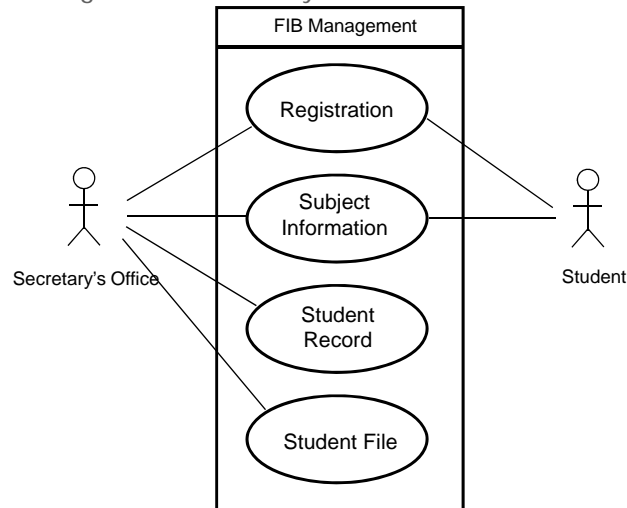 FIB Management
Registration
Subject
Information
Secretary's Office
Student
Student
Record
Student File